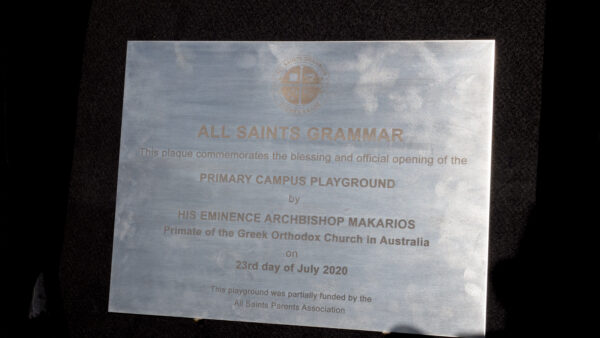 ALL SAINTS GRAMMAR
This plaque commemorates the blessing and official opening of the
PRIMARY CAMPUS PLAYGROUND
by
HIS EMINENCE ARCHBISHOP MAKARIOS
Primate of the Greek Orthodox Church in Australia
on
23rd day of July 2020
This playground was partially funded by the
All Saints Parents Association